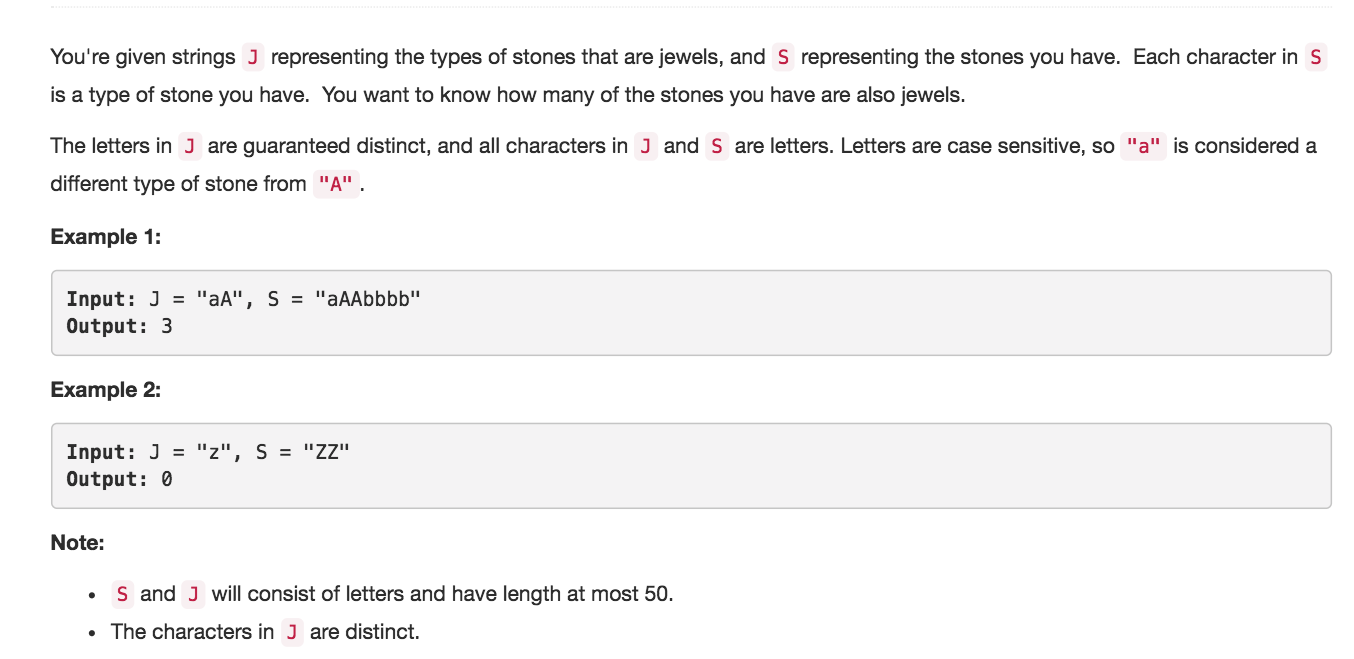 You're given strings J representing the types of stones that are jewels, and S representing the stones you have. Each character in S
is a type of stone you have. You want to know how many of the stones you have are also jewels.
The letters in J are guaranteed distinct, and all characters in J and S are letters. Letters are case sensitive, so "a" is considered a
different type of stone from "A".
Example 1:
Input: J = "aA", S = "aAAbbbb"
Output: 3
Example 2:
Input: J = "z", S = "ZZ"
Output: 0
Note:
• S and J will consist of letters and have length at most 50.
• The characters in J are distinct.